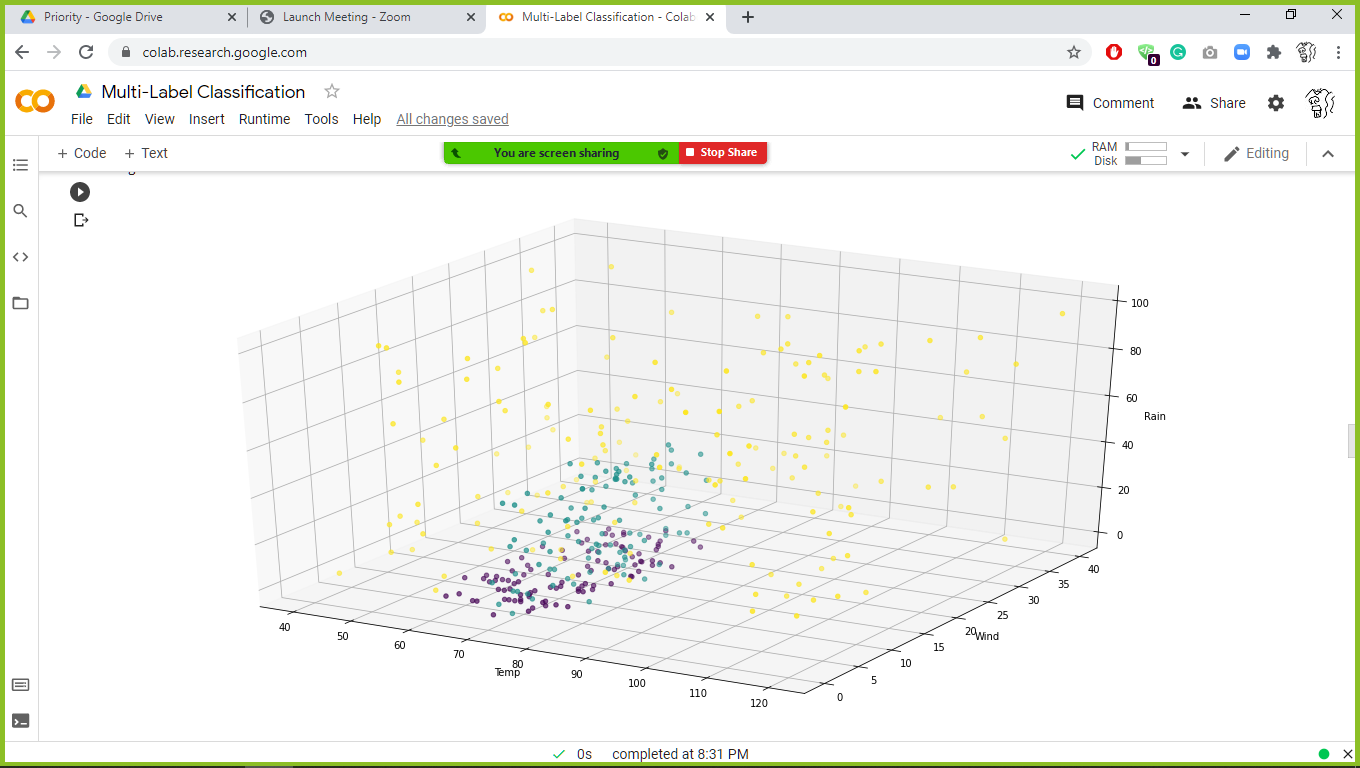 Priority - Google Drive
Launch Meeting - Zoom
Multi-Label Classification - Colab
colab.research.google.com
0
Multi-Label Classification
Comment
Share
File Edit View Insert Runtime Tools Help All changes saved
+ Code + Text
You are screen sharing
Stop Share
RAM
Disk
Editing
100
80
60
Rain
40
20
0
40
35
30
25
20
Wind
15
10
5
0
40
50
60
70
80
Temp
90
100
110
120
0s completed at 8:31 PM